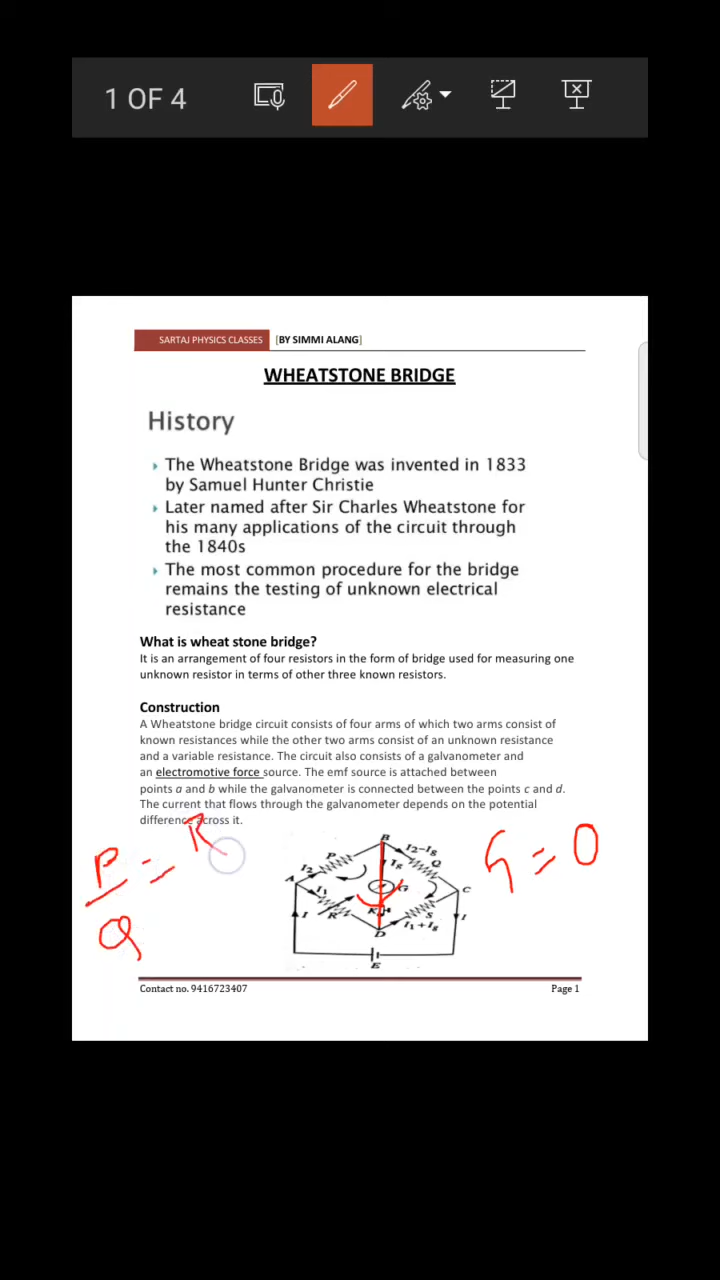 1 OF 4
SARTAJ PHYSICS CLASSES [BY SIMMI ALANG]
WHEATSTONE BRIDGE
History
The Wheatstone Bridge was invented in 1833
by Samuel Hunter Christie
Later named after Sir Charles Wheatstone for
his many applications of the circuit through
the 1840s
The most common procedure for the bridge
remains the testing of unknown electrical
resistance
What is wheat stone bridge?
It is an arrangement of four resistors in the form of bridge used for measuring one
unknown resistor in terms of other three known resistors.
Construction
A Wheatstone bridge circuit consists of four arms of which two arms consist of
known resistances while the other two arms consist of an unknown resistance
and a variable resistance. The circuit also consists of a galvanometer and
an electromotive force source. The emf source is attached between
points a and b while the galvanometer is connected between the points c and d.
The current that flows through the galvanometer depends on the potential
difference across it.
P/Q = R
G = 0
B
I2 P
I2-Ig
Q
Ig
A
G
C
I1
R
K
S
I
I
D
I1+Ig
E
Contact no. 9416723407 Page 1